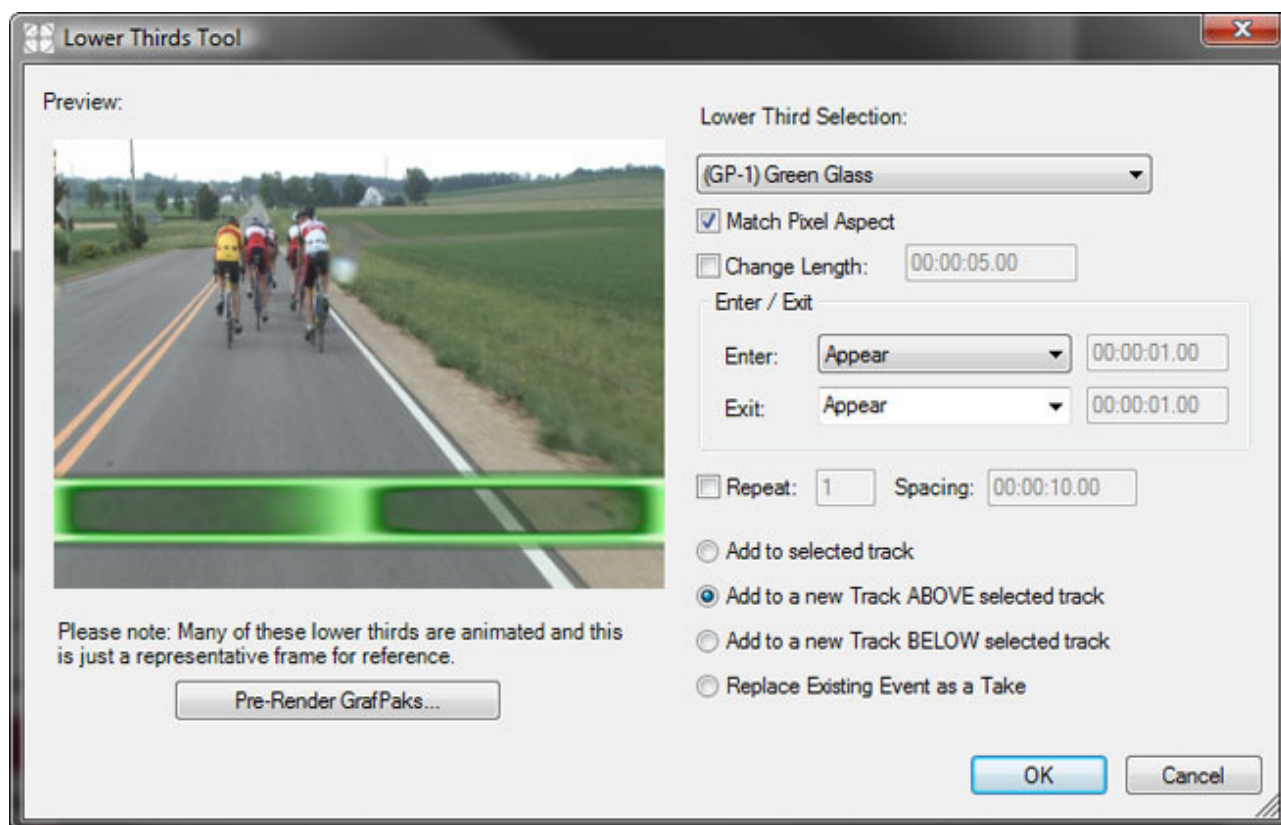 Lower Thirds Tool
Preview:
Lower Third Selection:
(GP-1) Green Glass
Match Pixel Aspect
Change Length: 00:00:05.00
Enter / Exit
Enter: Appear 00:00:01.00
Exit: Appear 00:00:01.00
Repeat: 1 Spacing: 00:00:10.00
Add to selected track
Add to a new Track ABOVE selected track
Add to a new Track BELOW selected track
Replace Existing Event as a Take
Please note: Many of these lower thirds are animated and this
is just a representative frame for reference.
Pre-Render GrafPaks...
OK Cancel